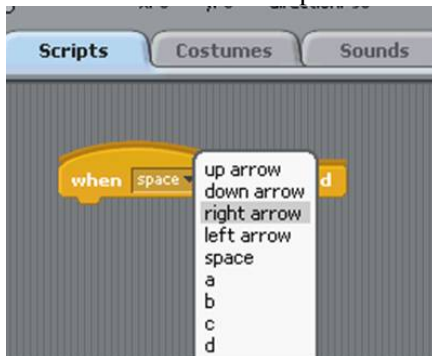 Scripts Costumes Sounds
when space d
up arrow
down arrow
right arrow
left arrow
space
a
b
c
d